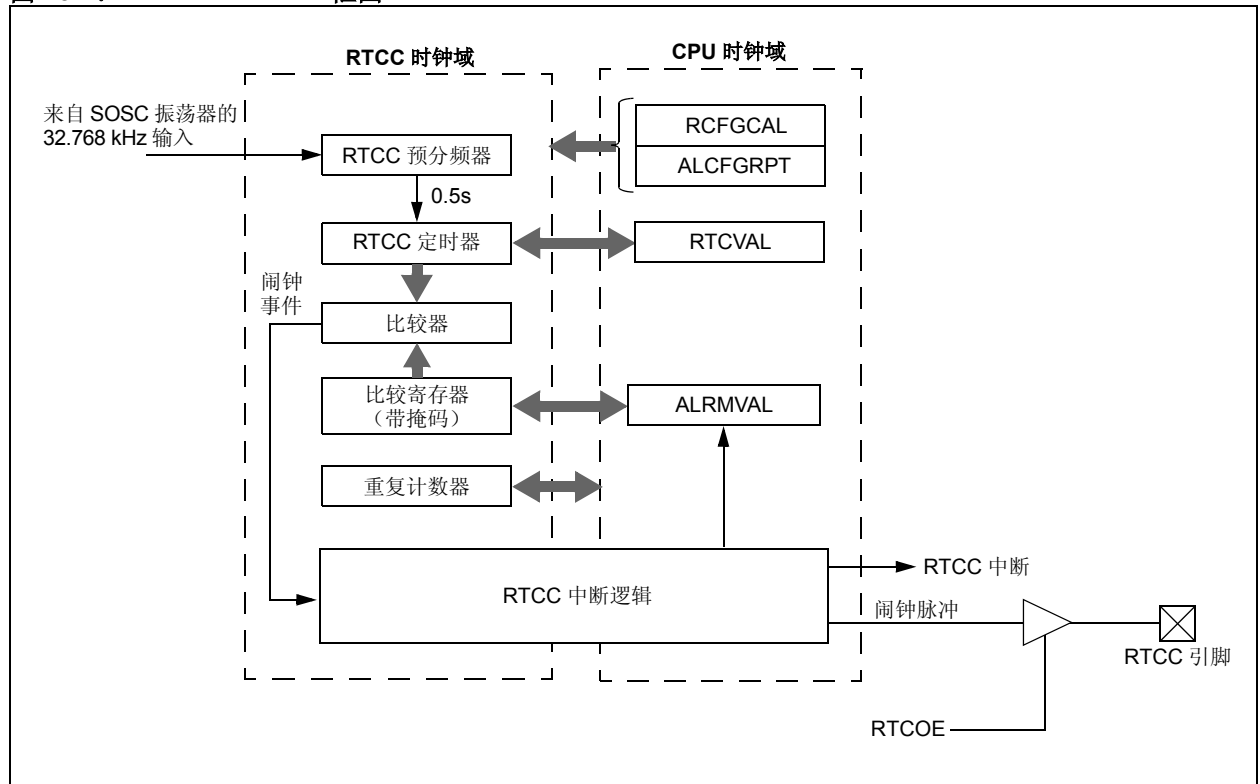 RTCC 时钟域
CPU 时钟域
来自 SOSC 振荡器的
32.768 kHz 输入
RTCC 预分频器
RCFGCAL
ALCFGRPT
0.5s
RTCC 定时器
RTCVAL
闹钟
事件
比较器
比较寄存器
（带掩码）
ALRMVAL
重复计数器
RTCC 中断逻辑
RTCC 中断
闹钟脉冲
RTCC 引脚
RTCOE